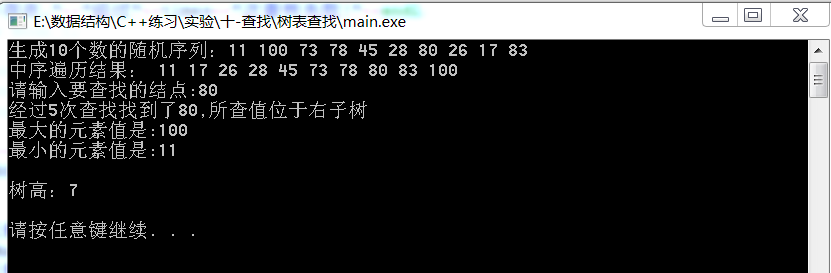 E:\数据结构\C++练习\实验\十-查找\树表查找\main.exe
生成10个数的随机序列: 11 100 73 78 45 28 80 26 17 83
中序遍历结果: 11 17 26 28 45 73 78 80 83 100
请输入要查找的结点:80
经过5次查找找到了80,所查值位于右子树
最大的元素值是:100
最小的元素值是:11
树高: 7
请按任意键继续. . .